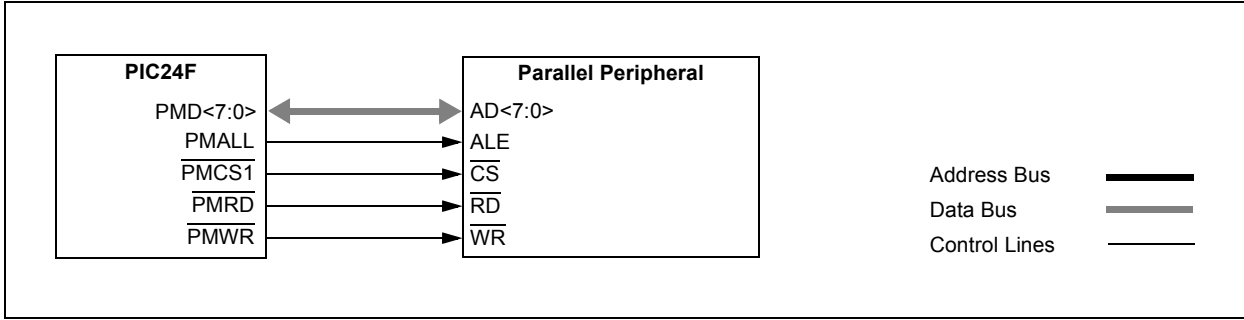 PIC24F
PMD<7:0>
PMALL
PMCS1
PMRD
PMWR
Parallel Peripheral
AD<7:0>
ALE
CS
RD
WR
Address Bus
Data Bus
Control Lines